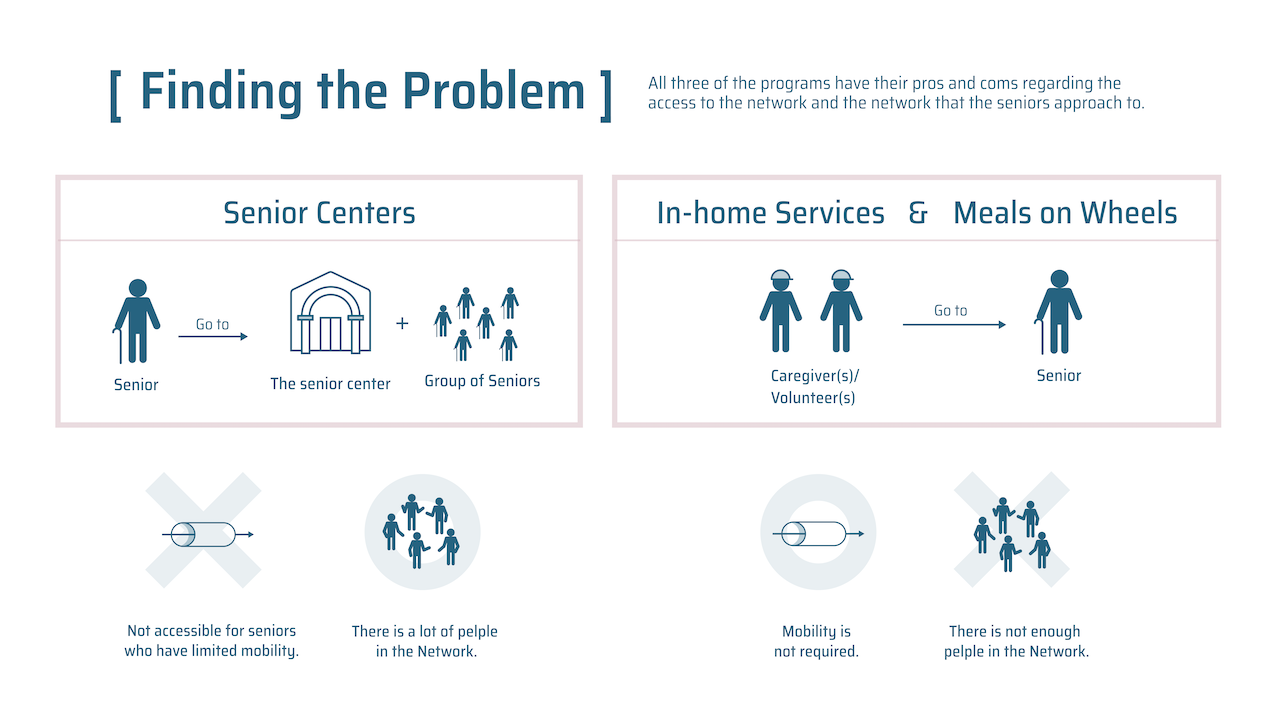 [ Finding the Problem ]
All three of the programs have their pros and coms regarding the
access to the network and the network that the seniors approach to.
Senior Centers
Go to
Senior
The senior center
+
Group of Seniors
In-home Services & Meals on Wheels
Go to
Caregiver(s)/
Volunteer(s)
Senior
Not accessible for seniors
who have limited mobility.
There is a lot of pelple
in the Network.
Mobility is
not required.
There is not enough
pelple in the Network.